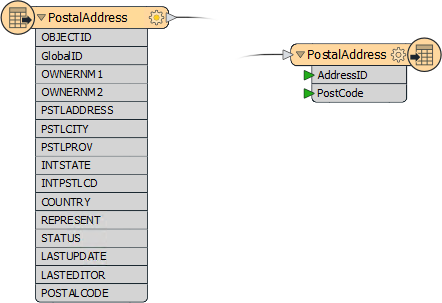 PostalAddress
OBJECTID
GlobalID
OWNERNM1
OWNERNM2
PSTLADDRESS
PSTLCITY
PSTLPROV
INTSTATE
INTPSTLCD
COUNTRY
REPRESENT
STATUS
LASTUPDATE
LASTEDITOR
POSTALCODE
PostalAddress
AddressID
PostCode